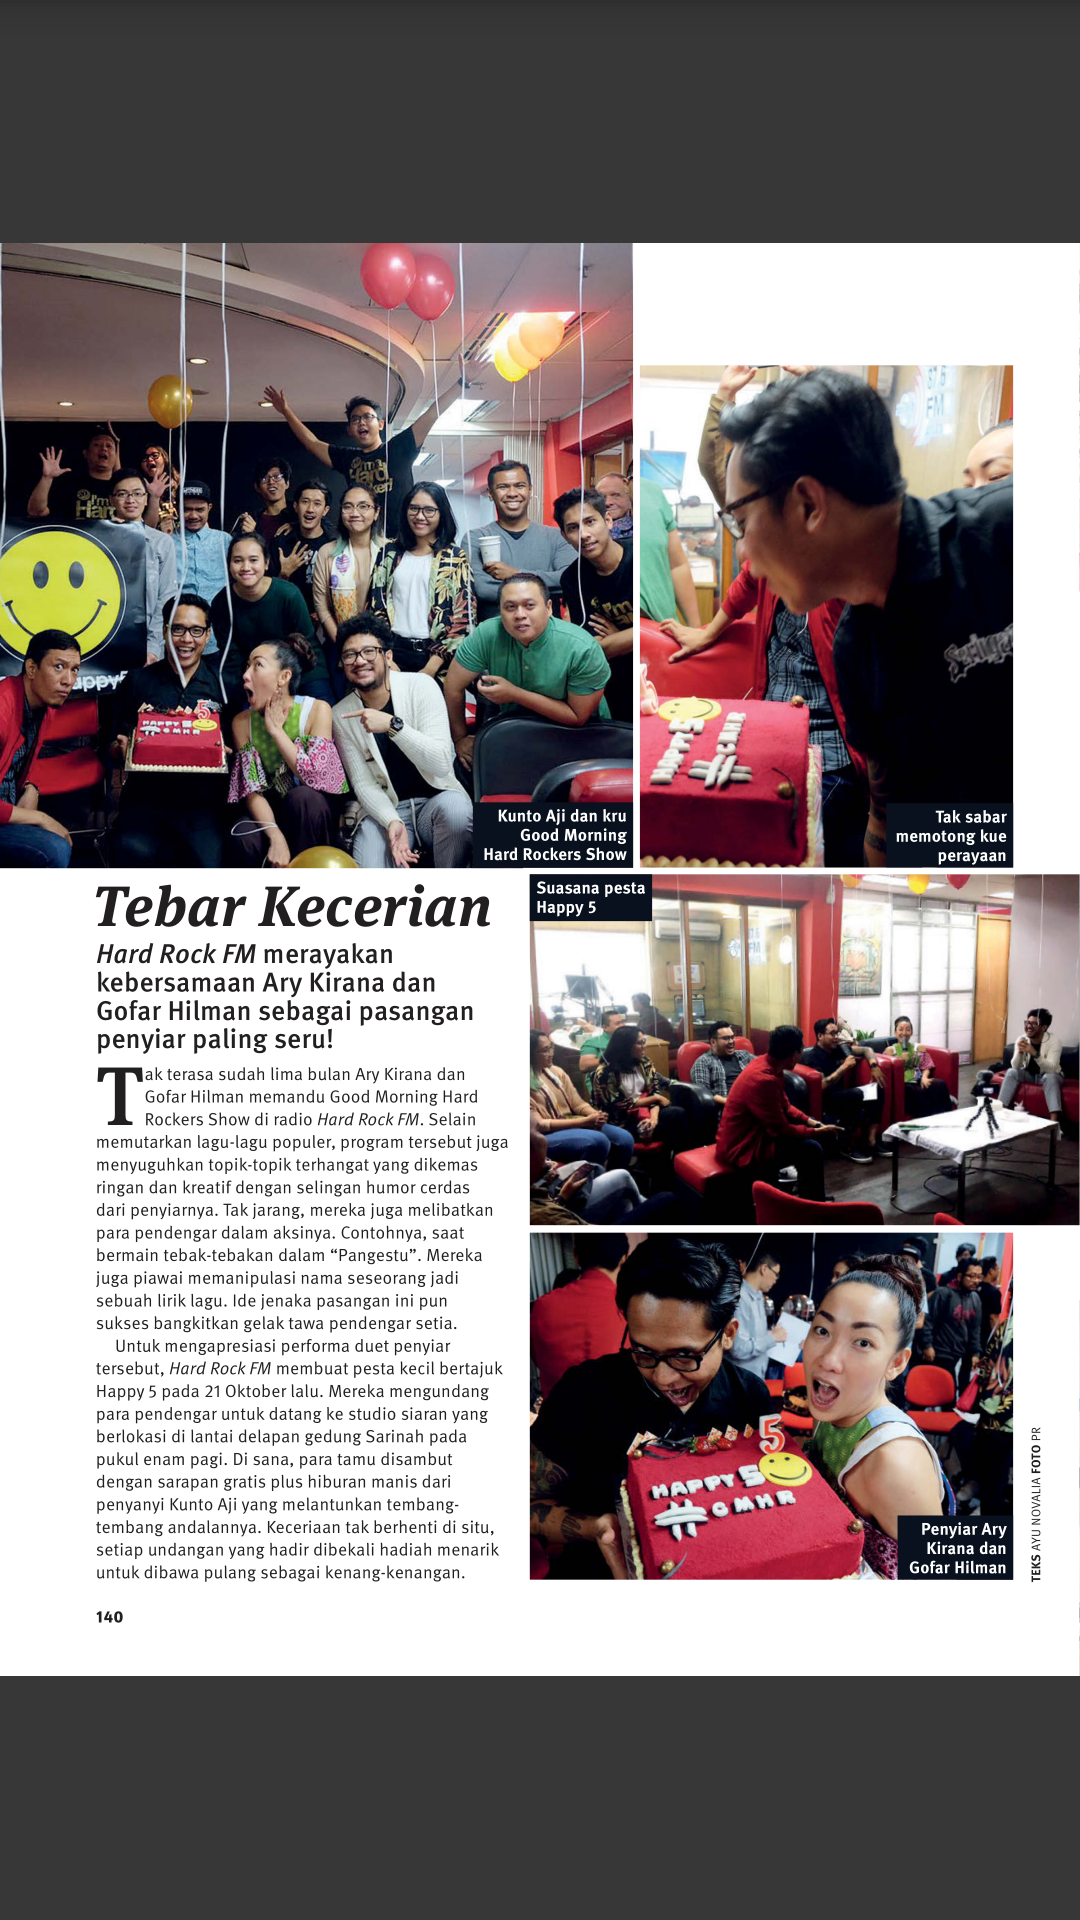 Kunto Aji dan kru
Good Morning
Hard Rockers Show
Tak sabar
memotong kue
perayaan
Tebar Kecerian
Hard Rock FM merayakan
kebersamaan Ary Kirana dan
Gofar Hilman sebagai pasangan
penyiar paling seru!
Tak terasa sudah lima bulan Ary Kirana dan
Gofar Hilman memandu Good Morning Hard
Rockers Show di radio Hard Rock FM. Selain
memutarkan lagu-lagu populer, program tersebut juga
menyuguhkan topik-topik terhangat yang dikemas
ringan dan kreatif dengan selingan humor cerdas
dari penyiarnya. Tak jarang, mereka juga melibatkan
para pendengar dalam aksinya. Contohnya, saat
bermain tebak-tebakan dalam “Pangestu”. Mereka
juga piawai memanipulasi nama seseorang jadi
sebuah lirik lagu. Ide jenaka pasangan ini pun
sukses bangkitkan gelak tawa pendengar setia.
Untuk mengapresiasi performa duet penyiar
tersebut, Hard Rock FM membuat pesta kecil bertajuk
Happy 5 pada 21 Oktober lalu. Mereka mengundang
para pendengar untuk datang ke studio siaran yang
berlokasi di lantai delapan gedung Sarinah pada
pukul enam pagi. Di sana, para tamu disambut
dengan sarapan gratis plus hiburan manis dari
penyanyi Kunto Aji yang melantunkan tembang-
tembang andalannya. Keceriaan tak berhenti di situ,
setiap undangan yang hadir dibekali hadiah menarik
untuk dibawa pulang sebagai kenang-kenangan.
140
Suasana pesta
Happy 5
5
HAPPY 5
#GMHR
Penyiar Ary
Kirana dan
Gofar Hilman
TEKS AYU NOVALIA FOTO PR